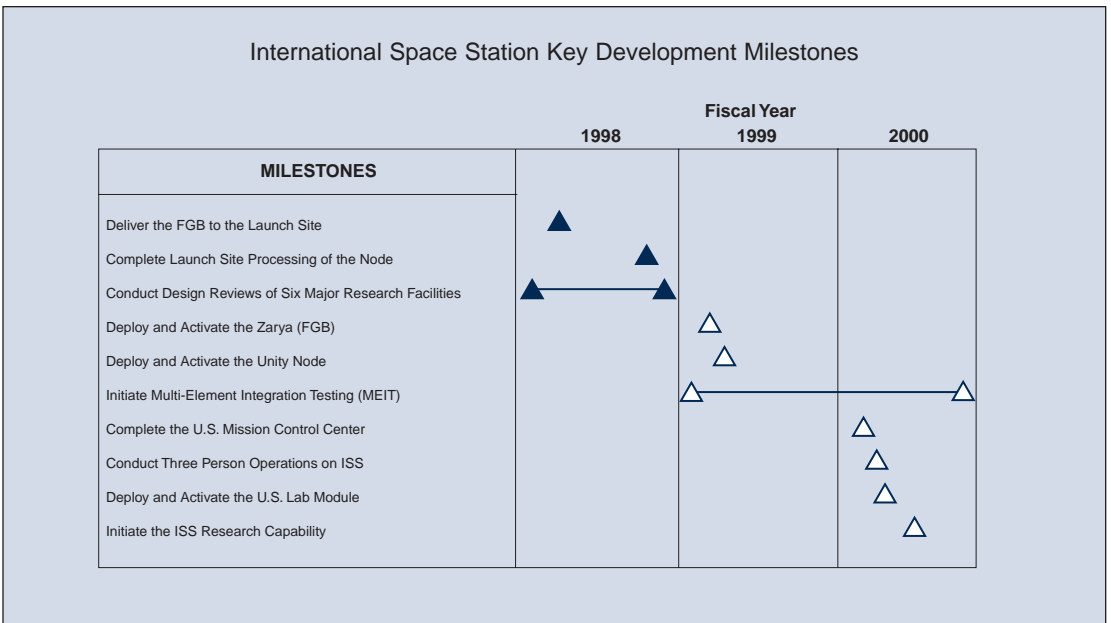 International Space Station Key Development Milestones
Fiscal Year
1998 1999 2000
MILESTONES
Deliver the FGB to the Launch Site
Complete Launch Site Processing of the Node
Conduct Design Reviews of Six Major Research Facilities
Deploy and Activate the Zarya (FGB)
Deploy and Activate the Unity Node
Initiate Multi-Element Integration Testing (MEIT)
Complete the U.S. Mission Control Center
Conduct Three Person Operations on ISS
Deploy and Activate the U.S. Lab Module
Initiate the ISS Research Capability